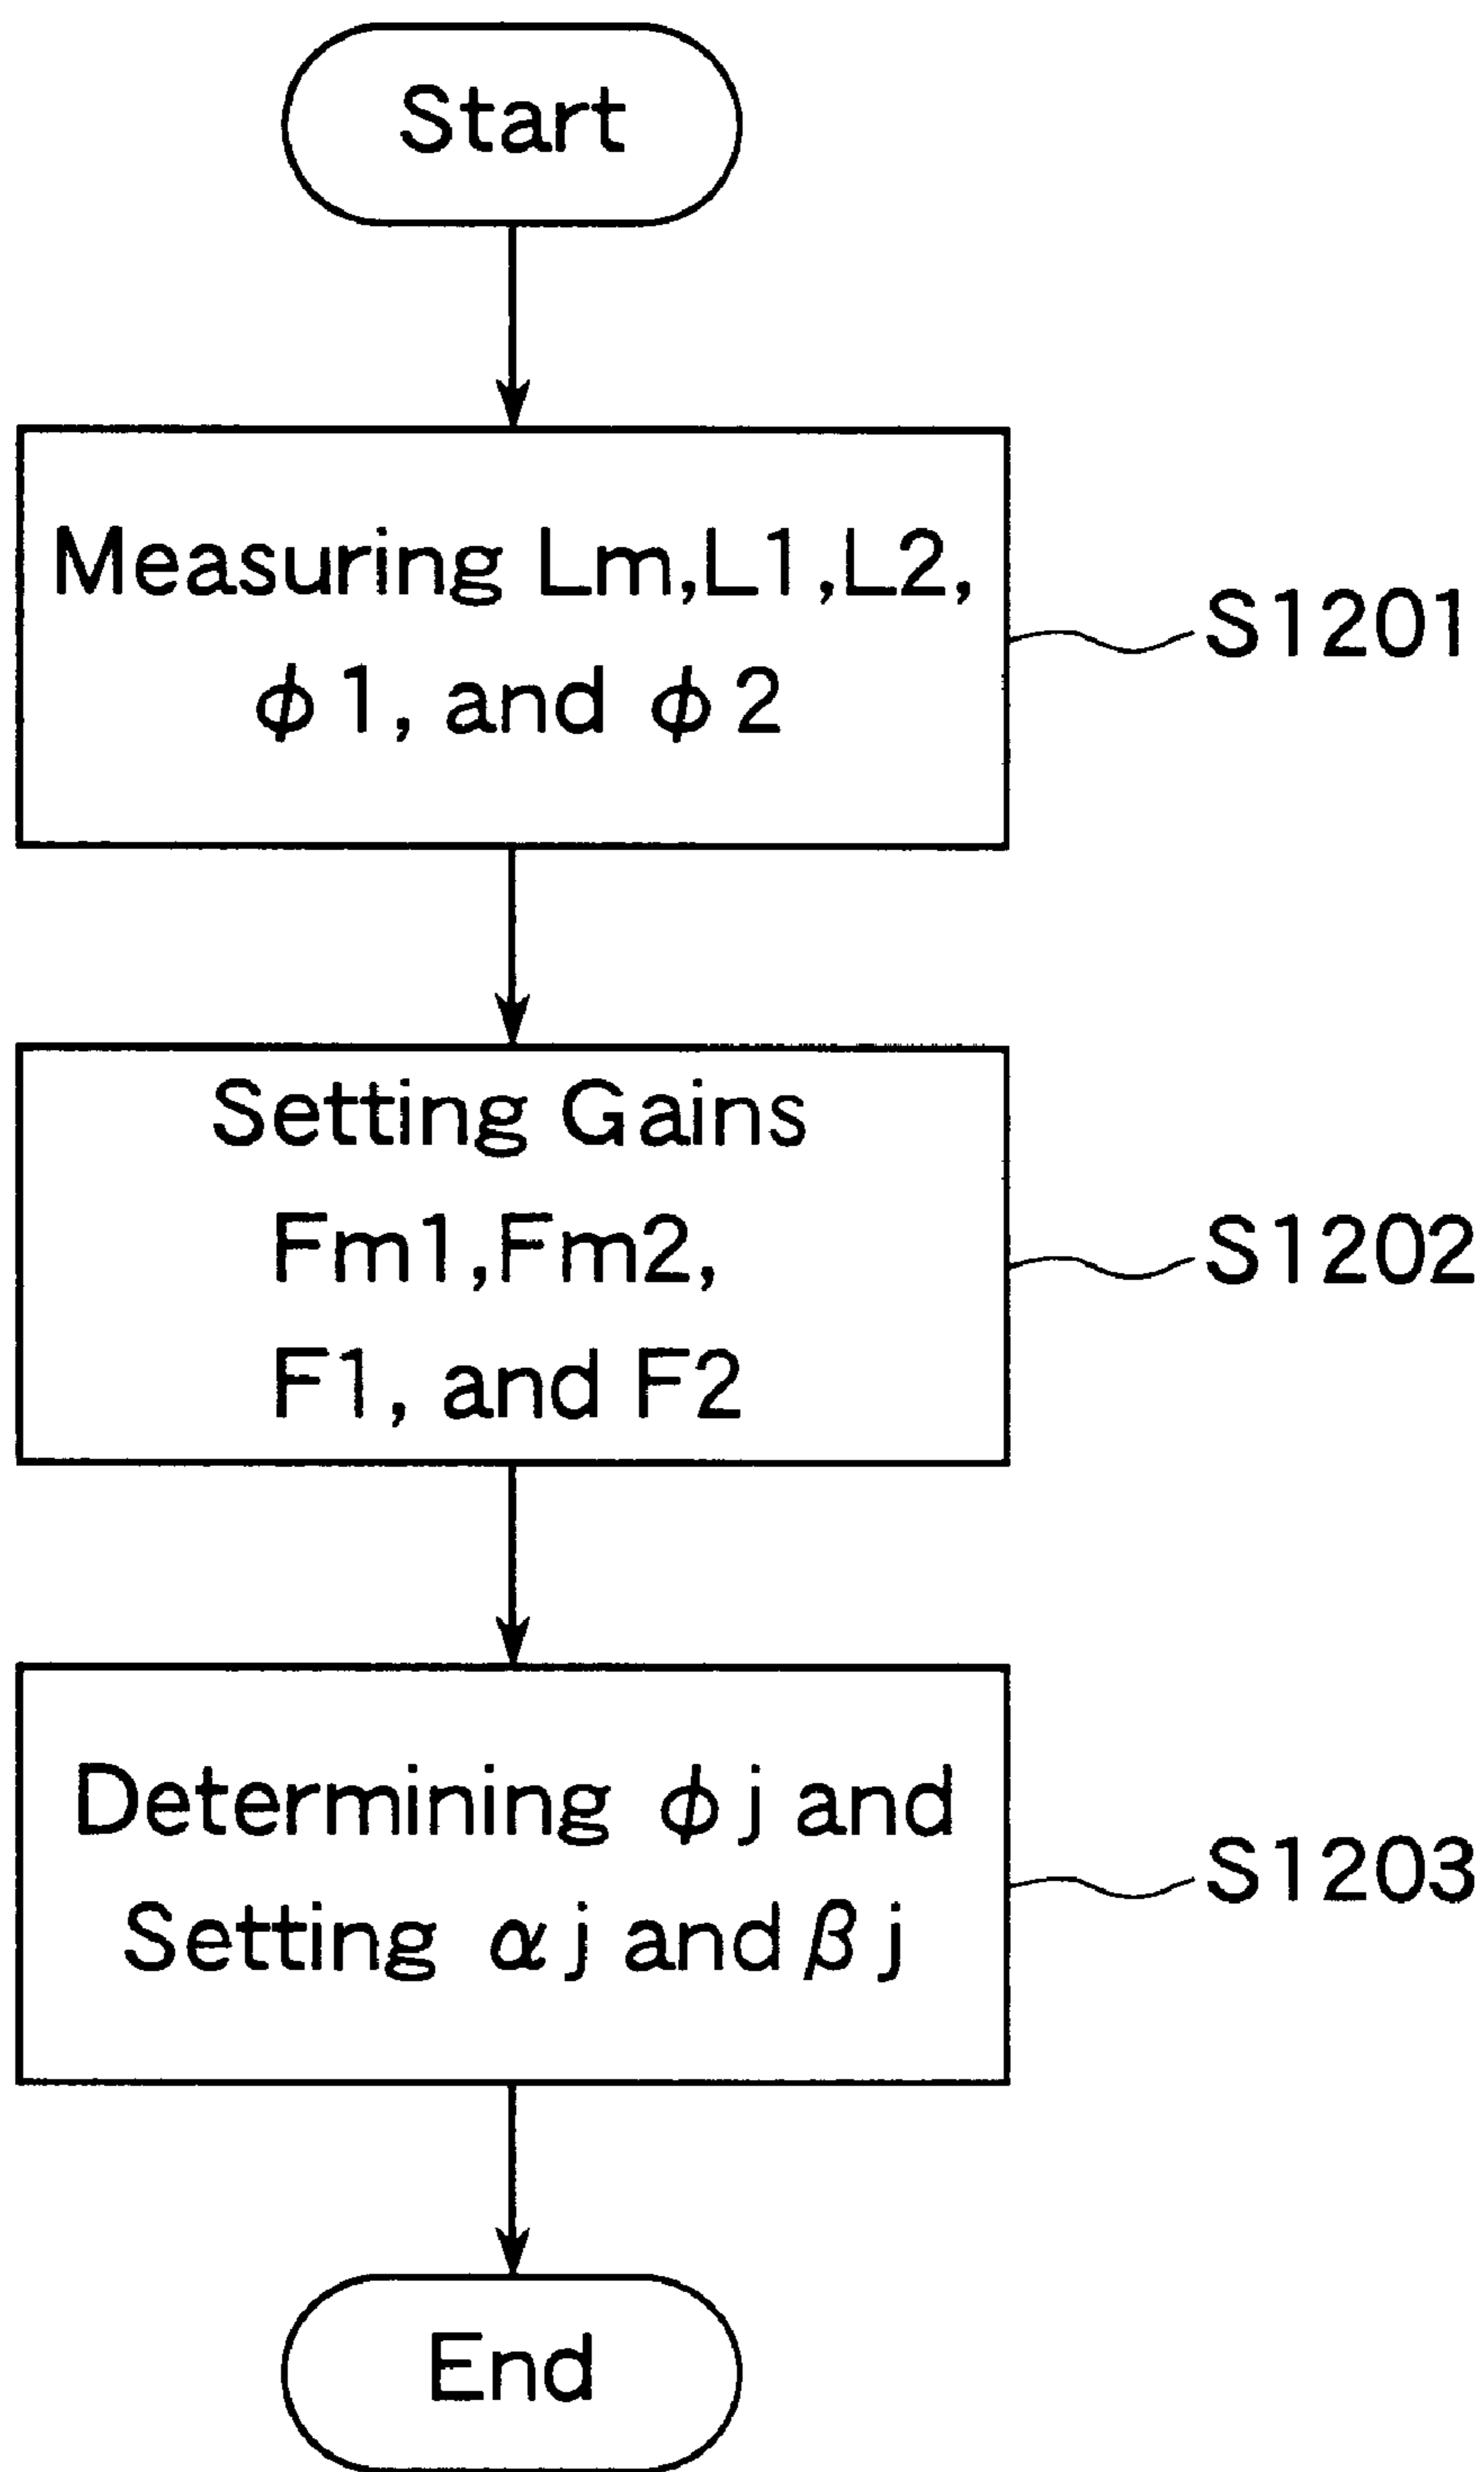 Start
Measuring Lm,L1,L2,
ϕ1, and ϕ2
S1201
Setting Gains
Fm1,Fm2,
F1, and F2
S1202
Determining ϕj and
Setting αj and βj
S1203
End